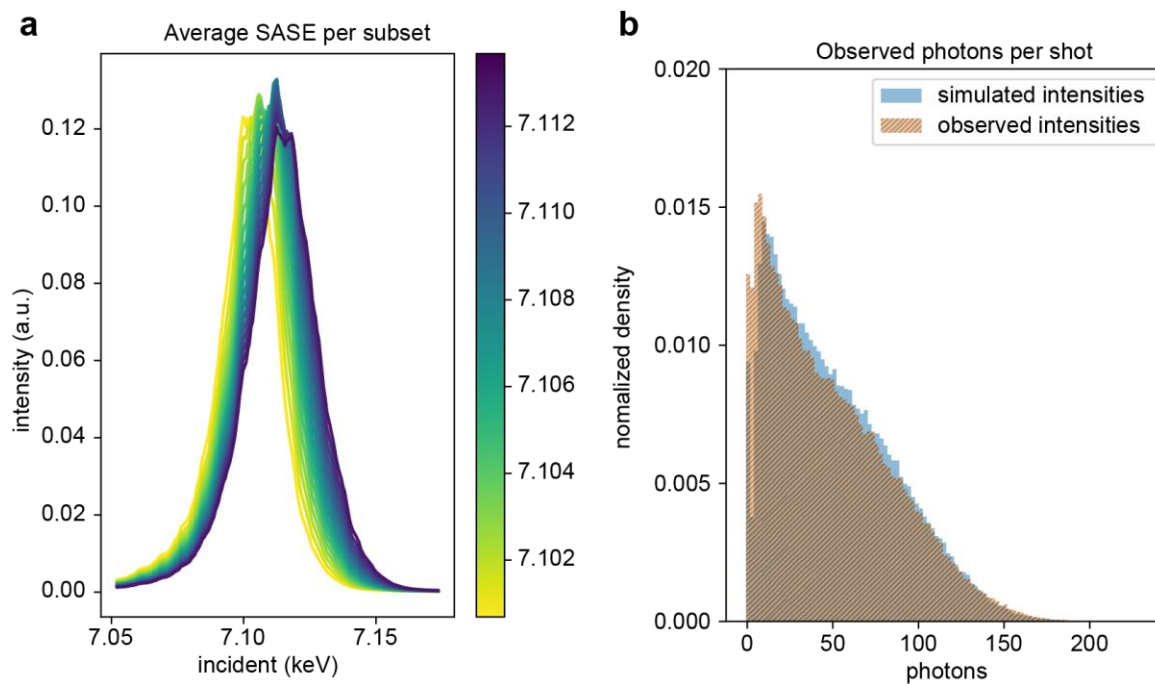 a
Average SASE per subset
0.12
0.10
0.08
0.06
0.04
0.02
0.00
intensity (a.u.)
7.05
7.10
7.15
incident (keV)
7.112
7.110
7.108
7.106
7.104
7.102
b
Observed photons per shot
simulated intensities
observed intensities
0.020
0.015
0.010
0.005
0.000
nomalized density
0
50
100
150
200
photons